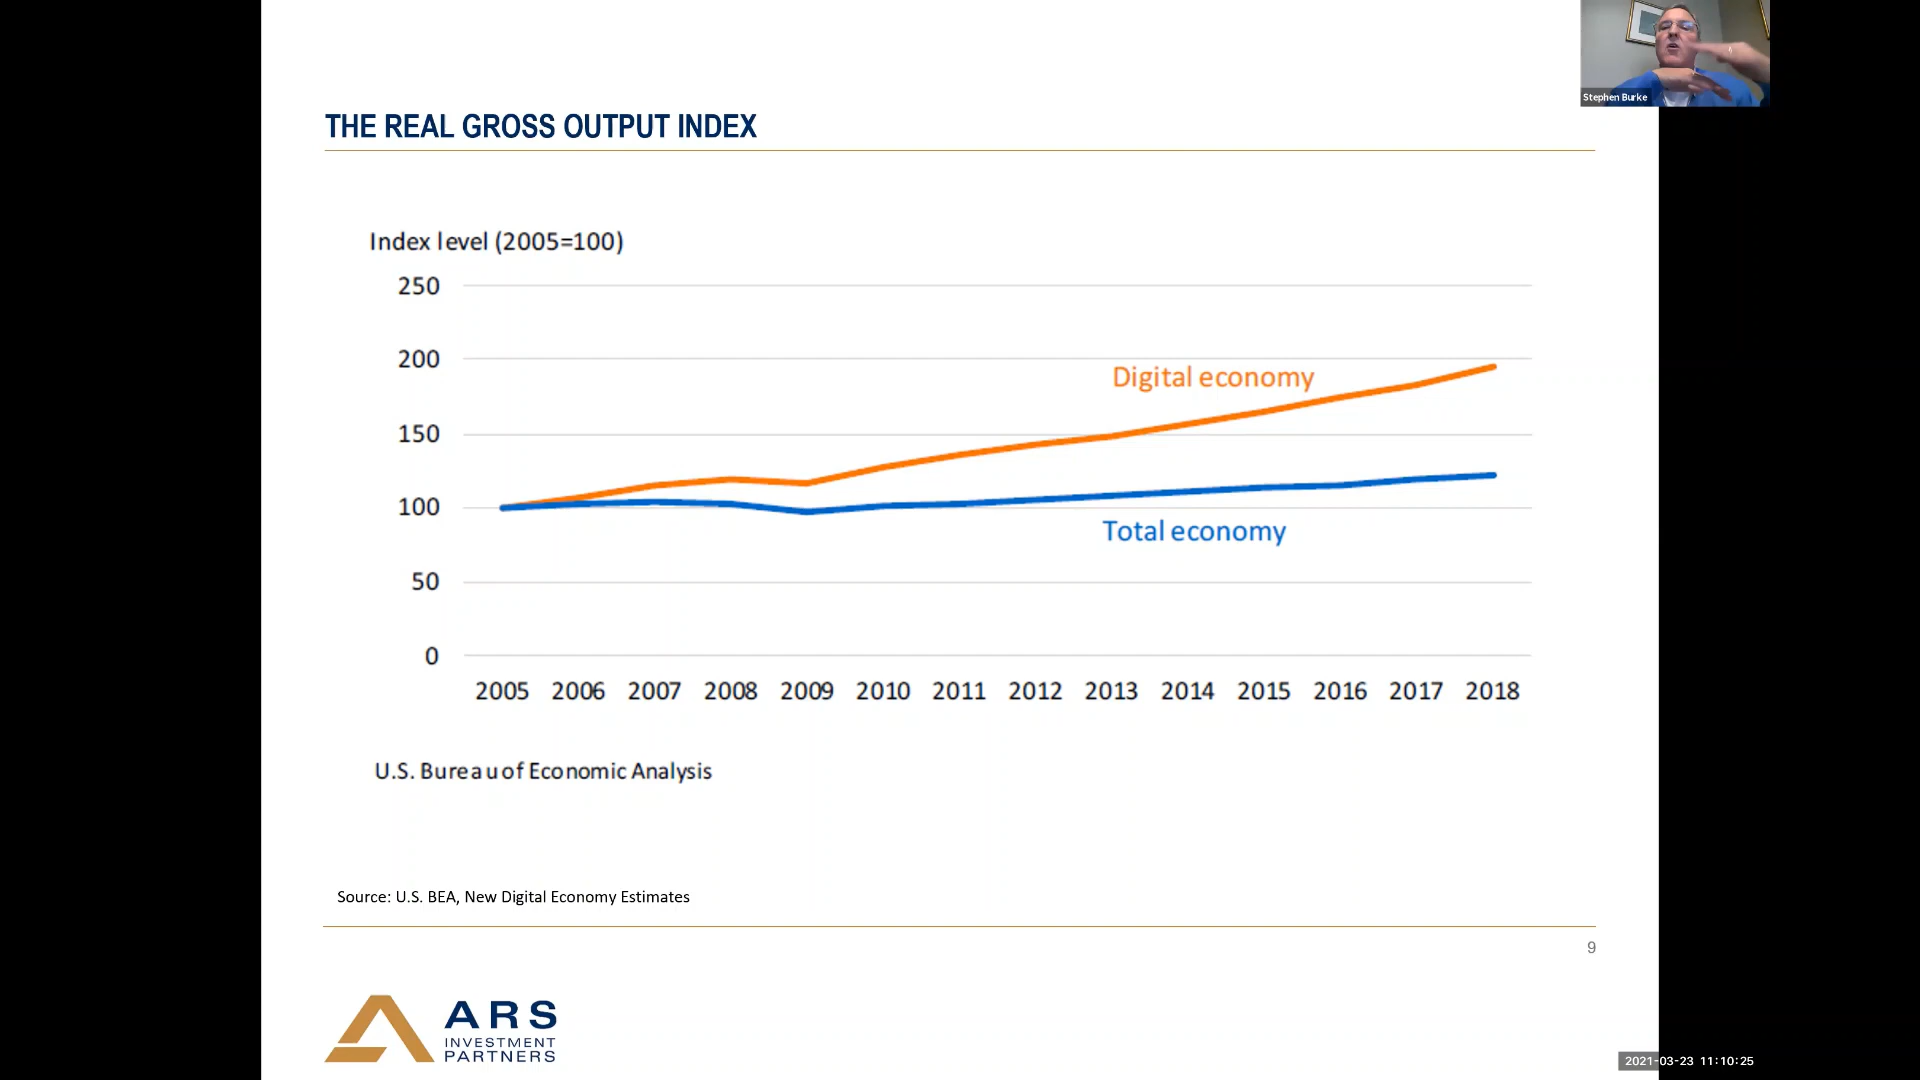 Stephen Burke
THE REAL GROSS OUTPUT INDEX
Index level (2005=100)
250
200
150
100
50
0
Digital economy
Total economy
2005 2006 2007 2008 2009 2010 2011 2012 2013 2014 2015 2016 2017 2018
U.S. Bureau of Economic Analysis
Source: U.S. BEA, New Digital Economy Estimates
9
ARS
INVESTMENT
PARTNERS
2021-03-23 11:10:25